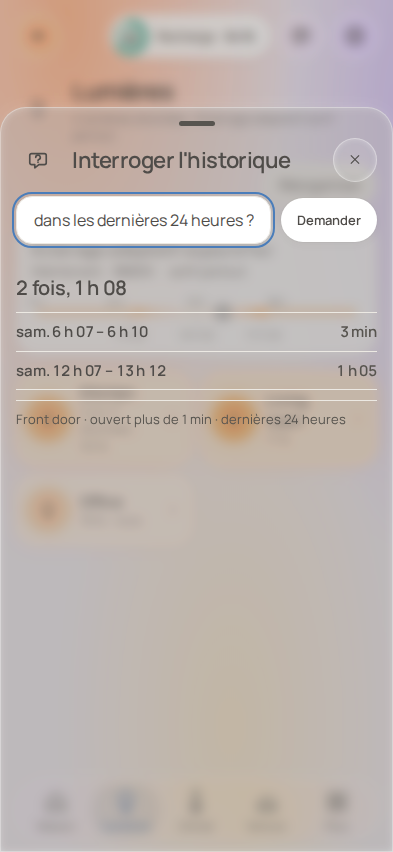 Lumières
Interroger l'historique
dans les dernières 24 heures ?
Demander
2 fois, 1 h 08
sam. 6 h 07 – 6 h 10
3 min
sam. 12 h 07 – 13 h 12
1 h 05
Front door · ouvert plus de 1 min · dernières 24 heures